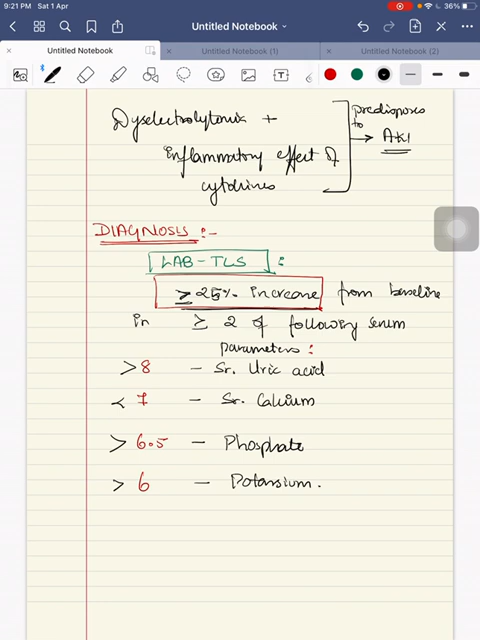 9:21 PM Sat 1 Apr
36%
Untitled Notebook
Untitled Notebook
Untitled Notebook (1)
Untitled Notebook (2)
Dyselectrolytemia +
inflammatory effect of
cytokines
predisposes
to
→ AKI
DIAGNOSIS :-
LAB-TLS :
≥ 25% increase from baseline
in ≥ 2 of following serum
parameters :
>8 - Sr. Uric acid
<7 - Sr. Calcium
>6.5 - Phosphate
>6 - Potassium.